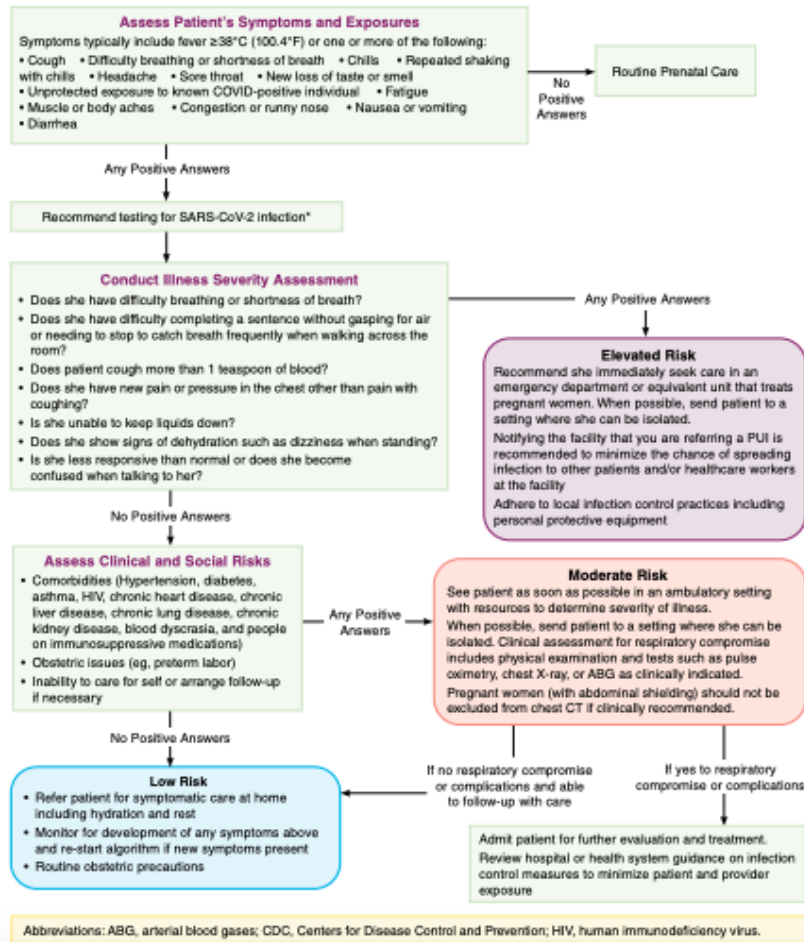 Assess Patient's Symptoms and Exposures
Symptoms typically include fever ≥38°C (100.4°F) or one or more of the following:
• Cough • Difficulty breathing or shortness of breath • Chills • Repeated shaking
with chills • Headache • Sore throat • New loss of taste or smell
• Unprotected exposure to known COVID-positive individual • Fatigue
• Muscle or body aches • Congestion or runny nose • Nausea or vomiting
• Diarrhea
No
Positive
Answers
Routine Prenatal Care
Any Positive Answers
Recommend testing for SARS-CoV-2 infection*
Conduct Illness Severity Assessment
• Does she have difficulty breathing or shortness of breath?
• Does she have difficulty completing a sentence without gasping for air
or needing to stop to catch breath frequently when walking across the
room?
• Does patient cough more than 1 teaspoon of blood?
• Does she have new pain or pressure in the chest other than pain with
coughing?
• Is she unable to keep liquids down?
• Does she show signs of dehydration such as dizziness when standing?
• Is she less responsive than normal or does she become
confused when talking to her?
Any Positive Answers
Elevated Risk
Recommend she immediately seek care in an
emergency department or equivalent unit that treats
pregnant women. When possible, send patient to a
setting where she can be isolated.
Notifying the facility that you are referring a PUI is
recommended to minimize the chance of spreading
infection to other patients and/or healthcare workers
at the facility
Adhere to local infection control practices including
personal protective equipment
No Positive Answers
Assess Clinical and Social Risks
• Comorbidities (Hypertension, diabetes,
asthma, HIV, chronic heart disease, chronic
liver disease, chronic lung disease, chronic
kidney disease, blood dyscrasia, and people
on immunosuppressive medications)
• Obstetric issues (eg, preterm labor)
• Inability to care for self or arrange follow-up
if necessary
Any Positive
Answers
Moderate Risk
See patient as soon as possible in an ambulatory setting
with resources to determine severity of illness.
When possible, send patient to a setting where she can be
isolated. Clinical assessment for respiratory compromise
includes physical examination and tests such as pulse
oximetry, chest X-ray, or ABG as clinically indicated.
Pregnant women (with abdominal shielding) should not be
excluded from chest CT if clinically recommended.
No Positive Answers
If no respiratory compromise
or complications and able
to follow-up with care
If yes to respiratory
compromise or complications
Low Risk
• Refer patient for symptomatic care at home
including hydration and rest
• Monitor for development of any symptoms above
and re-start algorithm if new symptoms present
• Routine obstetric precautions
Admit patient for further evaluation and treatment.
Review hospital or health system guidance on infection
control measures to minimize patient and provider
exposure
Abbreviations: ABG, arterial blood gases; CDC, Centers for Disease Control and Prevention; HIV, human immunodeficiency virus.